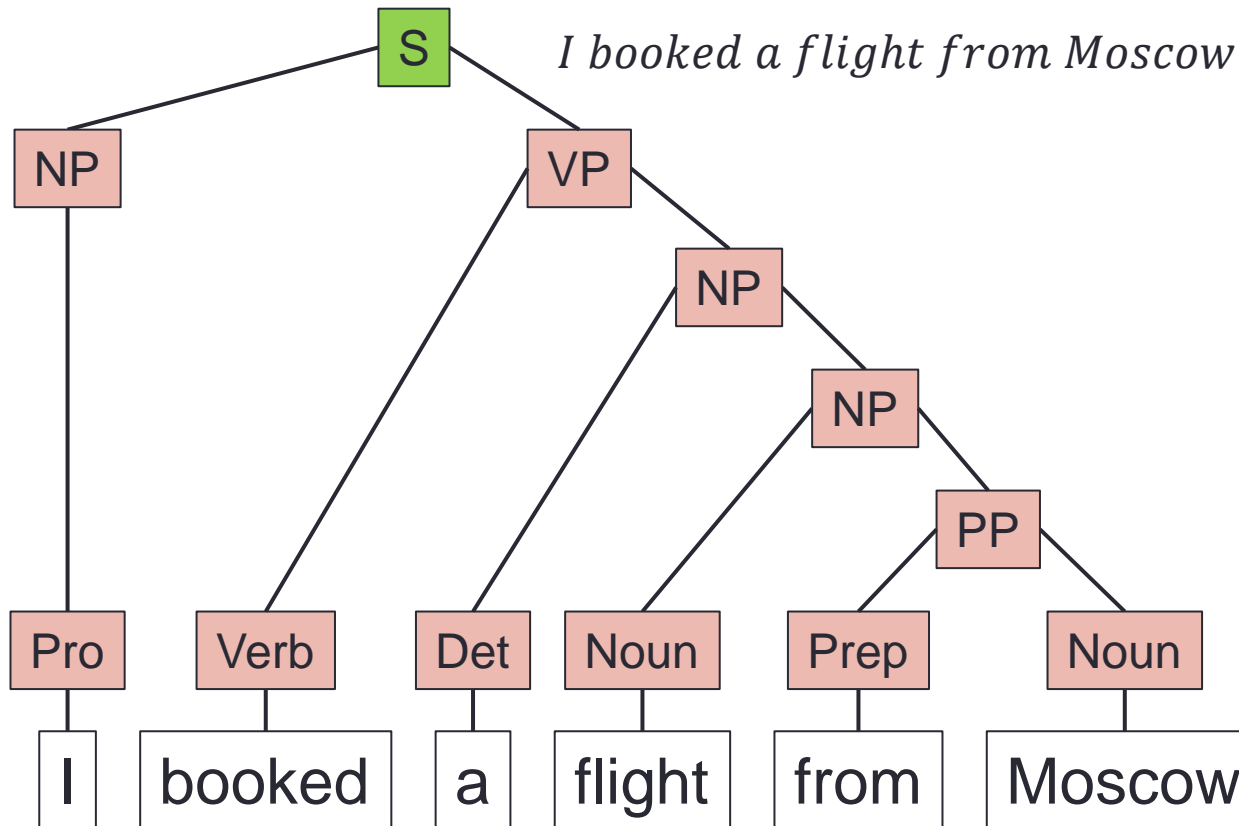 S
I booked a flight from Moscow
NP
VP
NP
NP
PP
Pro
Verb
Det
Noun
Prep
Noun
I
booked
a
flight
from
Moscow